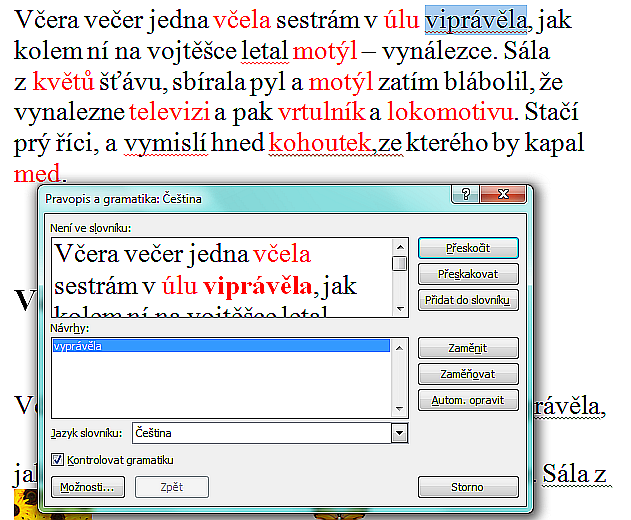 Včera večer jedna včela sestrám v úlu viprávěla, jak
kolem ní na vojtěšce letal motýl – vynálezce. Sála
z květů šťávu, sbírala pyl a motýl zatím blábolil, že
vynalezne televizi a pak vrtulník a lokomotivu. Stačí
prý říci, a vymislí hned kohoutek,ze kterého by kapal
med.
Pravopis a gramatika: Čeština
Není ve slovníku:
Včera večer jedna včela
sestrám v úlu viprávěla, jak
kolem ní na vojtěšce letal
Přeskočit
Přeskakovat
Přidat do slovníku
Návrhy:
vyprávěla
Zaměnit
Zaměňovat
Autom. opravit
Jazyk slovníku: Čeština
Kontrolovat gramatiku
Možnosti... Zpět Storno
V
rávěla,
. Sála z